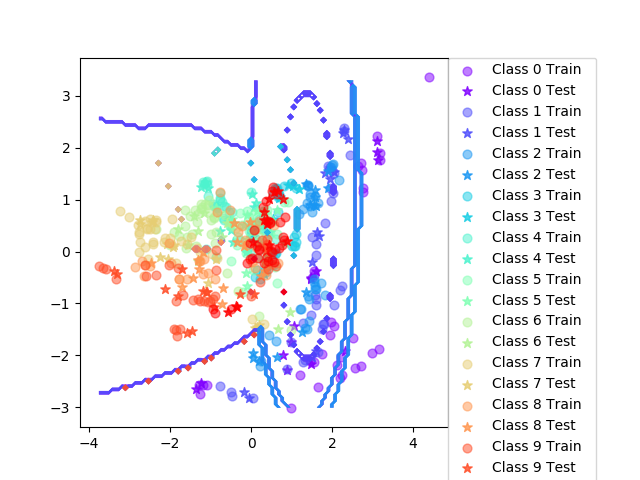 3
2
1
0
−1
−2
−3
−4
−2
0
2
4
Class 0 Train
Class 0 Test
Class 1 Train
Class 1 Test
Class 2 Train
Class 2 Test
Class 3 Train
Class 3 Test
Class 4 Train
Class 4 Test
Class 5 Train
Class 5 Test
Class 6 Train
Class 6 Test
Class 7 Train
Class 7 Test
Class 8 Train
Class 8 Test
Class 9 Train
Class 9 Test